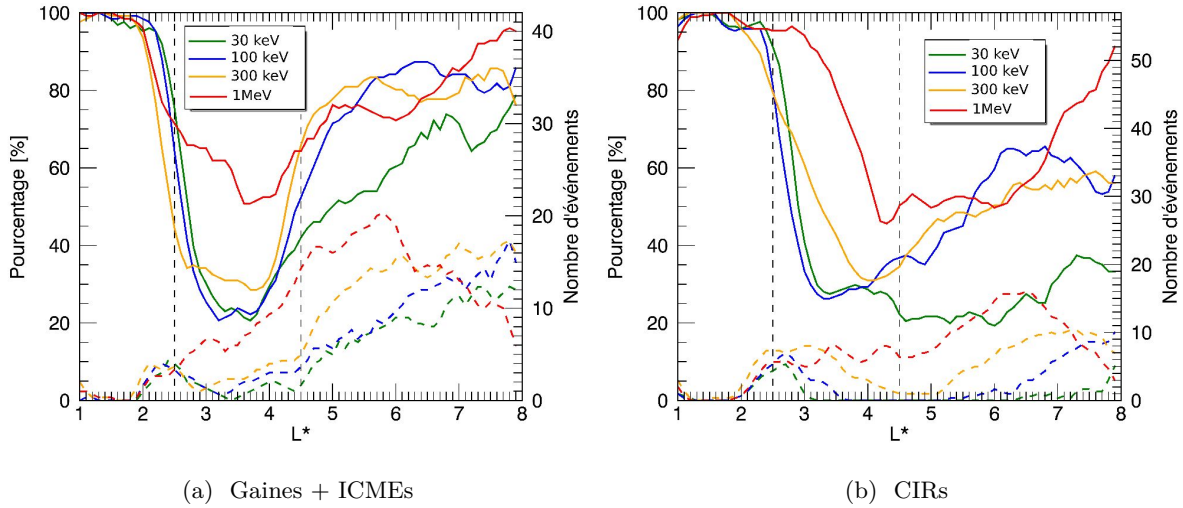 Pourcentage [%]
100
80
60
40
20
0
30 keV
100 keV
300 keV
1MeV
40
30
20
10
0
Nombre d'événements
1 2 3 4 5 6 7 8
L*
(a) Gaines + ICMEs
Pourcentage [%]
100
80
60
40
20
0
30 keV
100 keV
300 keV
1MeV
50
40
30
20
10
0
Nombre d'événements
1 2 3 4 5 6 7 8
L*
(b) CIRs